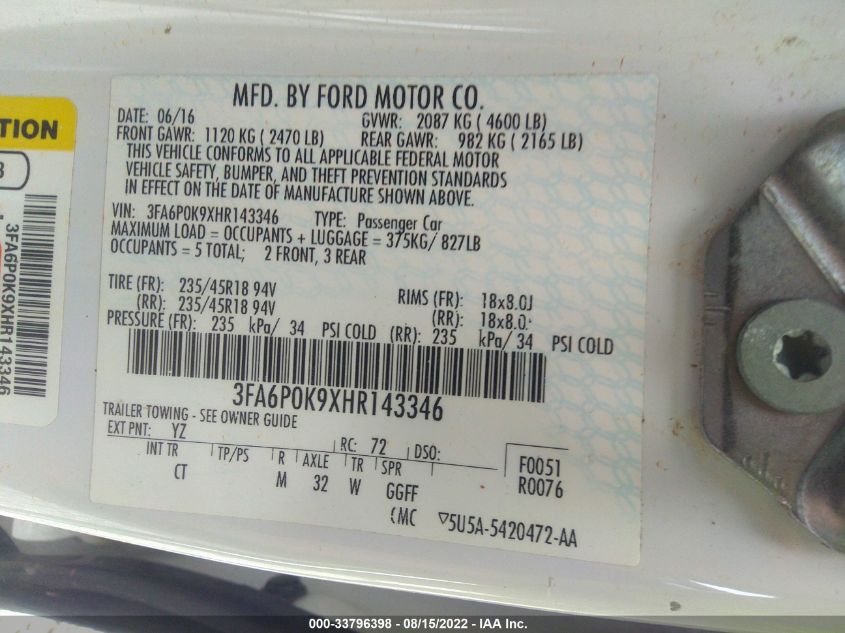 MFD. BY FORD MOTOR CO.
DATE: 06/16 GVWR: 2087 KG ( 4600 LB)
FRONT GAWR: 1120 KG ( 2470 LB) REAR GAWR: 982 KG ( 2165 LB)
THIS VEHICLE CONFORMS TO ALL APPLICABLE FEDERAL MOTOR
VEHICLE SAFETY, BUMPER, AND THEFT PREVENTION STANDARDS
IN EFFECT ON THE DATE OF MANUFACTURE SHOWN ABOVE.
VIN: 3FA6P0K9XHR143346 TYPE: Passenger Car
MAXIMUM LOAD = OCCUPANTS + LUGGAGE = 375KG/ 827LB
OCCUPANTS = 5 TOTAL; 2 FRONT, 3 REAR
TIRE (FR): 235/45R18 94V RIMS (FR): 18x8.0J
(RR): 235/45R18 94V (RR): 18x8.0
PRESSURE (FR): 235 kPa/ 34 PSI COLD (RR): 235 kPa/ 34 PSI COLD
3FA6P0K9XHR143346
TRAILER TOWING - SEE OWNER GUIDE
EXT PNT: YZ RC: 72 DSO:
INT TR TP/PS R AXLE TR SPR F0051
CT M 32 W GGFF R0076
5U5A-5420472-AA
TION
3FA6P0K9XHR143346
000-33796398 - 08/15/2022 - IAA Inc.